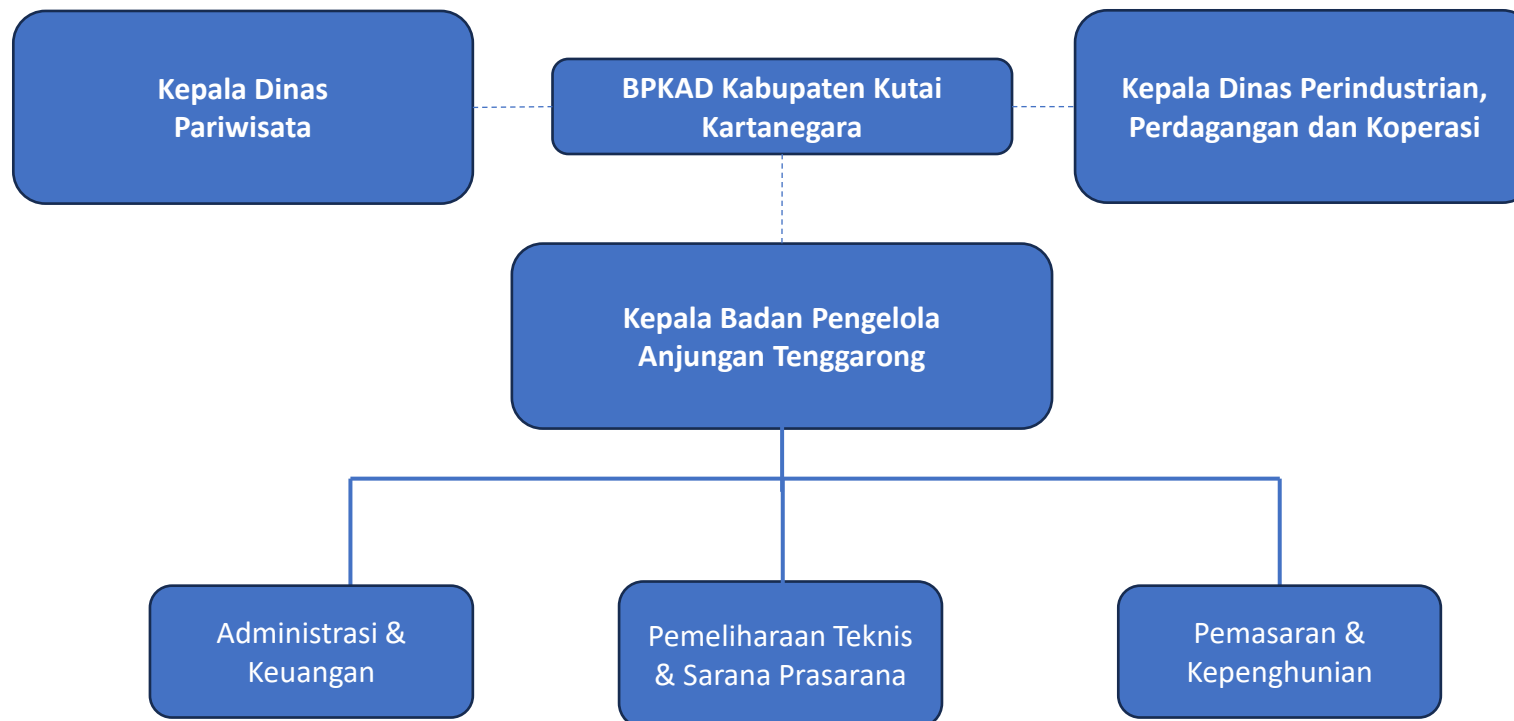 Kepala Dinas
Pariwisata
BPKAD Kabupaten Kutai
Kartanegara
Kepala Dinas Perindustrian,
Perdagangan dan Koperasi
Kepala Badan Pengelola
Anjungan Tenggarong
Administrasi &
Keuangan
Pemeliharaan Teknis
& Sarana Prasarana
Pemasaran &
Kepenghunian